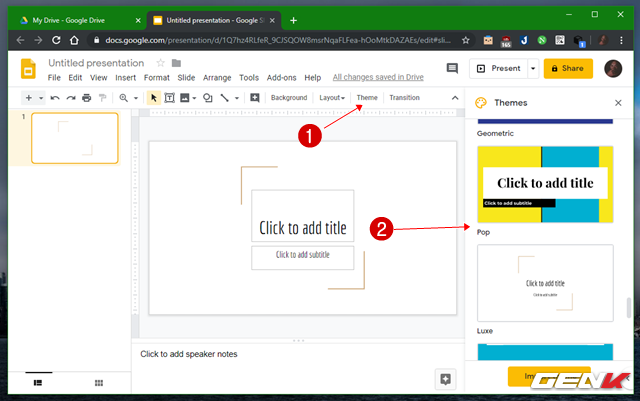 My Drive - Google Drive
Untitled presentation - Google Sl
docs.google.com/presentation/d/1Q7hz4RLfeR_9CJSQOW8msrNqaFLFea-hOoMtkDAZAEs/edit#sli...
Untitled presentation
File Edit View Insert Format Slide Arrange Tools Add-ons Help All changes saved in Drive
Present
Share
Background Layout Theme Transition
1
1
Themes
Geometric
Click to add title
Click to add subtitle
2
Pop
Click to add title
Click to add subtitle
Click to add title
Click to add subtitle
Luxe
Click to add speaker notes
GENK